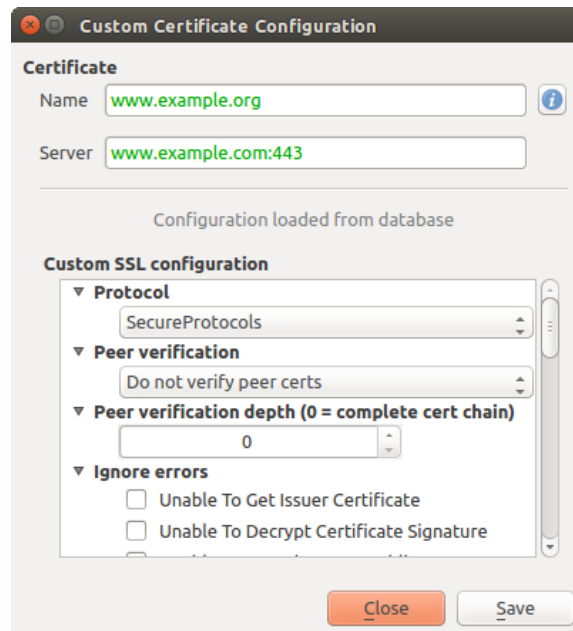 Custom Certificate Configuration
Certificate
Name www.example.org
Server www.example.com:443
Configuration loaded from database
Custom SSL configuration
Protocol
SecureProtocols
Peer verification
Do not verify peer certs
Peer verification depth (0 = complete cert chain)
0
Ignore errors
Unable To Get Issuer Certificate
Unable To Decrypt Certificate Signature
Close Save